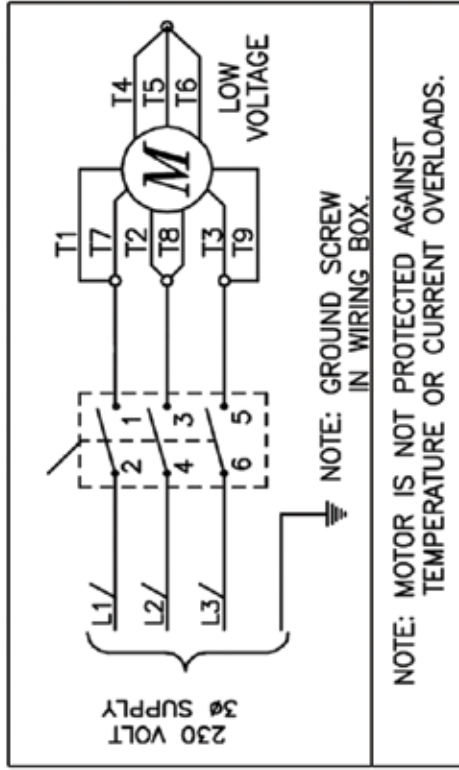 230 VOLT
3ø SUPPLY
L1
L2
L3
2 1
4 3
6 5
T1
T7
T2
T8
T3
T9
M
T4
T5
T6
LOW
VOLTAGE
NOTE: GROUND SCREW
IN WIRING BOX.
NOTE: MOTOR IS NOT PROTECTED AGAINST
TEMPERATURE OR CURRENT OVERLOADS.